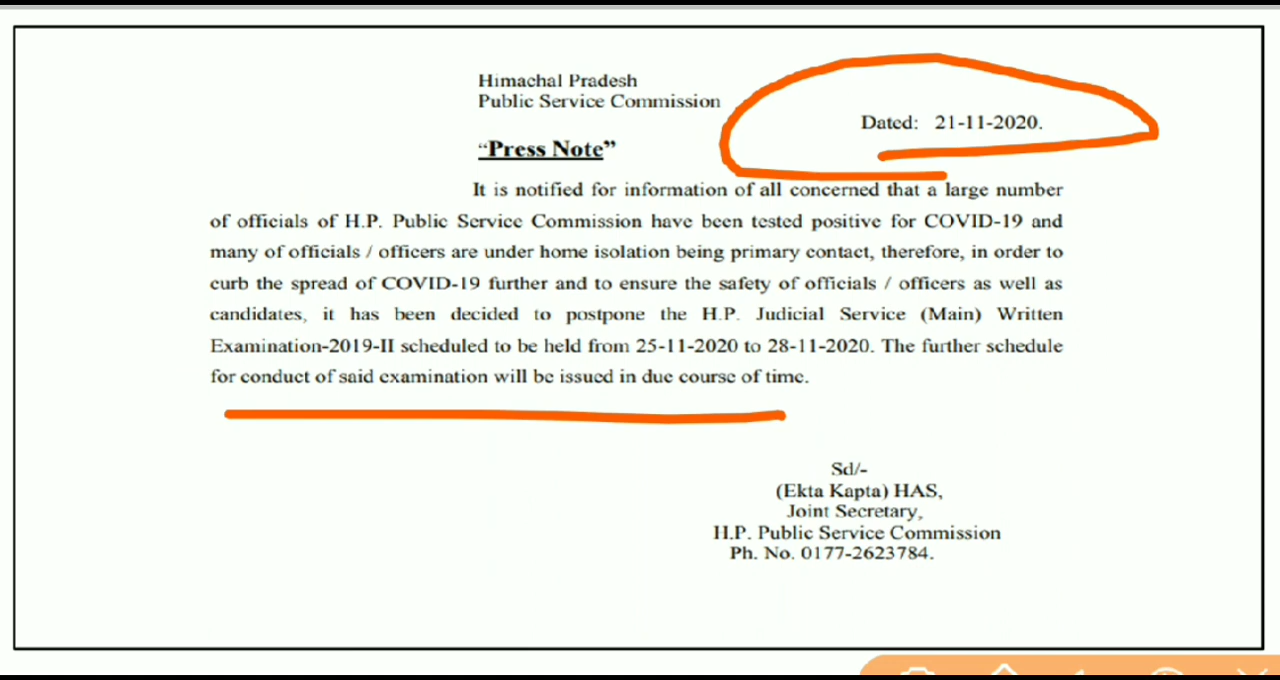 Himachal Pradesh
Public Service Commission
Dated: 21-11-2020.
“Press Note”
It is notified for information of all concerned that a large number
of officials of H.P. Public Service Commission have been tested positive for COVID-19 and
many of officials / officers are under home isolation being primary contact, therefore, in order to
curb the spread of COVID-19 further and to ensure the safety of officials / officers as well as
candidates, it has been decided to postpone the H.P. Judicial Service (Main) Written
Examination-2019-II scheduled to be held from 25-11-2020 to 28-11-2020. The further schedule
for conduct of said examination will be issued in due course of time.
Sd/-
(Ekta Kapta) HAS,
Joint Secretary,
H.P. Public Service Commission
Ph. No. 0177-2623784.